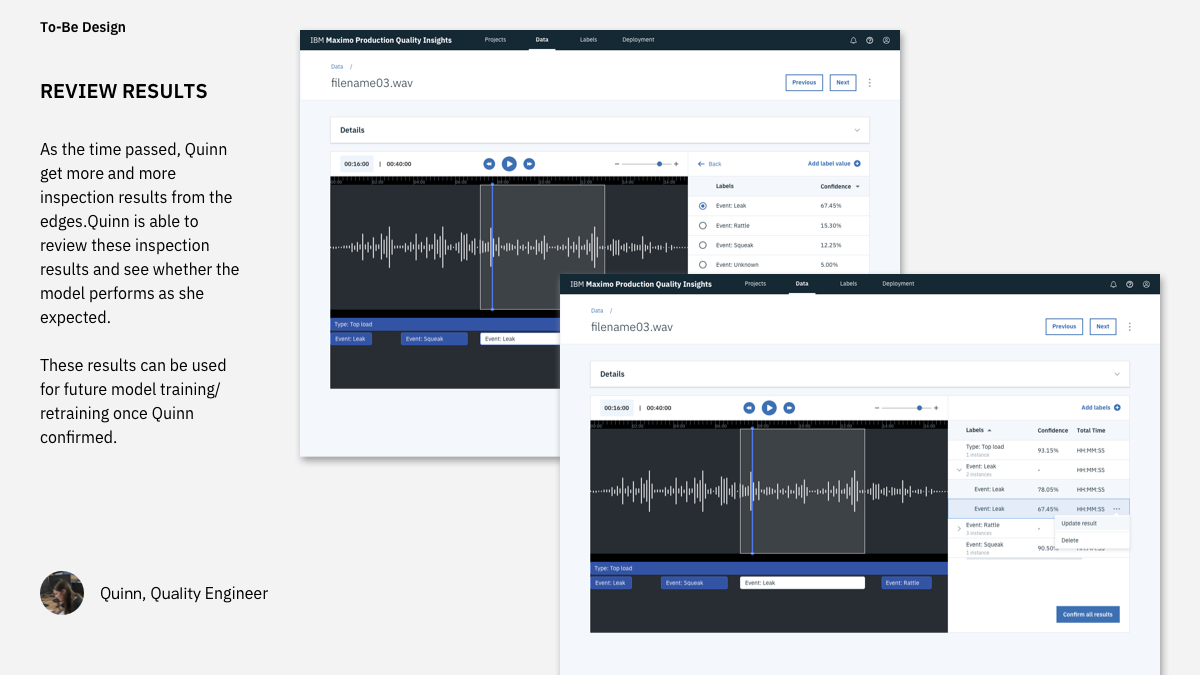 To-Be Design
REVIEW RESULTS
As the time passed, Quinn
get more and more
inspection results from the
edges.Quinn is able to
review these inspection
results and see whether the
model performs as she
expected.
These results can be used
for future model training/
retraining once Quinn
confirmed.
Quinn, Quality Engineer
IBM Maximo Production Quality Insights
Projects
Data
Labels
Deployment
Data /
filename03.wav
Previous
Next
Details
00:16:00 | 00:40:00
Back
Add label value
Labels
Confidence
Event: Leak
67.45%
Event: Rattle
15.30%
Event: Squeak
12.25%
Event: Unknown
5.00%
Type: Top load
Event: Leak
Event: Squeak
Event: Leak
IBM Maximo Production Quality Insights
Projects
Data
Labels
Deployment
Data /
filename03.wav
Previous
Next
Details
00:16:00 | 00:40:00
Add labels
Labels
Confidence
Total Time
Type: Top load
1 instance
93.15%
HH:MM:SS
Event: Leak
2 instances
-
HH:MM:SS
Event: Leak
78.05%
HH:MM:SS
Event: Leak
67.45%
HH:MM:SS
Update result
Delete
Event: Rattle
3 instances
-
Event: Squeak
1 instance
90.50%
HH:MM:SS
Type: Top load
Event: Leak
Event: Squeak
Event: Leak
Event: Rattle
Confirm all results